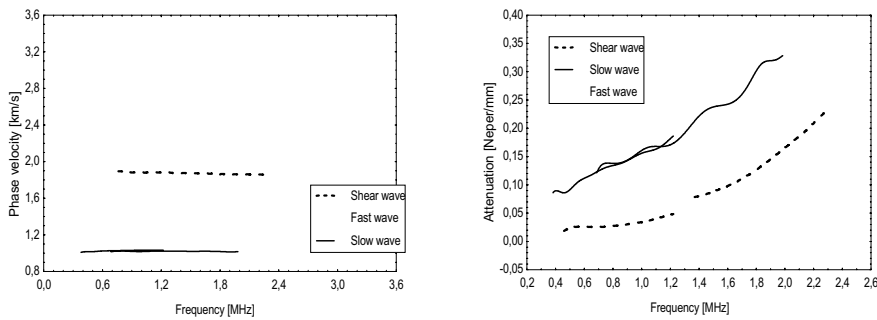 3,6
3,2
2,8
2,4
2,0
1,6
1,2
0,8
Phase velocity [km/s]
0,0 0,6 1,2 1,8 2,4 3,0 3,6
Frequency [MHz]
Shear wave
Fast wave
Slow wave
0,40
0,35
0,30
0,25
0,20
0,15
0,10
0,05
0,00
-0,05
Attenuation [Neper/mm]
0,2 0,4 0,6 0,8 1,0 1,2 1,4 1,6 1,8 2,0 2,2 2,4 2,6
Frequency [MHz]
Shear wave
Slow wave
Fast wave